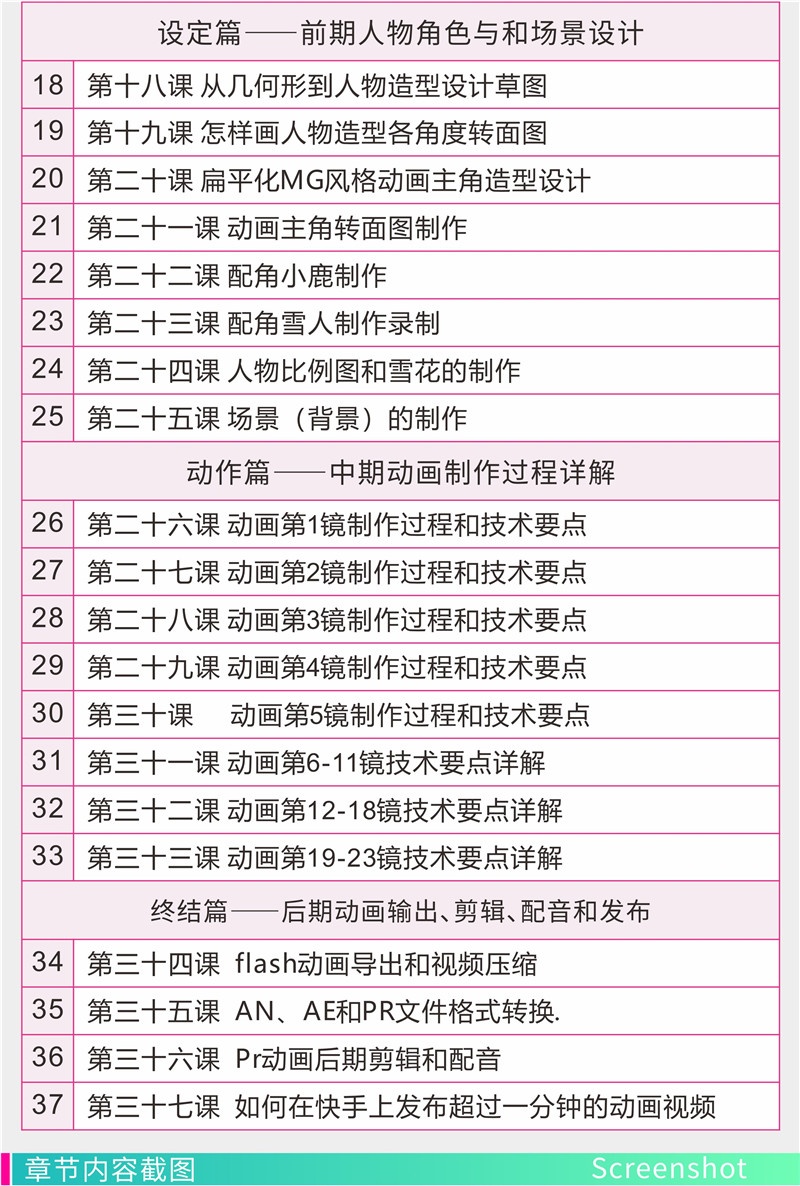 设定篇——前期人物角色与和场景设计
18 第十八课 从几何形到人物造型设计草图
19 第十九课 怎样画人物造型各角度转面图
20 第二十课 扁平化MG风格动画主角造型设计
21 第二十一课 动画主角转面图制作
22 第二十二课 配角小鹿制作
23 第二十三课 配角雪人制作录制
24 第二十四课 人物比例图和雪花的制作
25 第二十五课 场景（背景）的制作
动作篇——中期动画制作过程详解
26 第二十六课 动画第1镜制作过程和技术要点
27 第二十七课 动画第2镜制作过程和技术要点
28 第二十八课 动画第3镜制作过程和技术要点
29 第二十九课 动画第4镜制作过程和技术要点
30 第三十课 动画第5镜制作过程和技术要点
31 第三十一课 动画第6-11镜技术要点详解
32 第三十二课 动画第12-18镜技术要点详解
33 第三十三课 动画第19-23镜技术要点详解
终结篇——后期动画输出、剪辑、配音和发布
34 第三十四课 flash动画导出和视频压缩
35 第三十五课 AN、AE和PR文件格式转换.
36 第三十六课 Pr动画后期剪辑和配音
37 第三十七课 如何在快手上发布超过一分钟的动画视频
章节内容截图 Screenshot